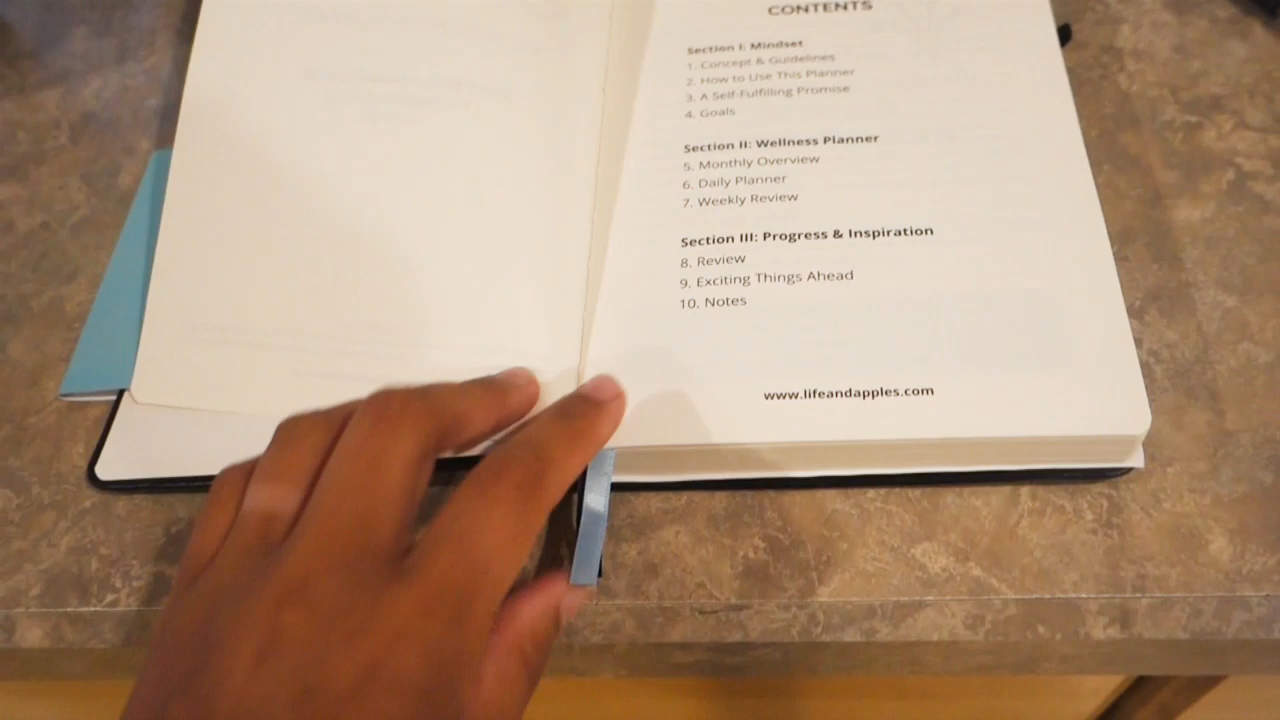 CONTENTS
Section I: Mindset
1. Concept & Guidelines
2. How to Use This Planner
3. A Self-Fulfilling Promise
4. Goals
Section II: Wellness Planner
5. Monthly Overview
6. Daily Planner
7. Weekly Review
Section III: Progress & Inspiration
8. Review
9. Exciting Things Ahead
10. Notes
www.lifeandapples.com